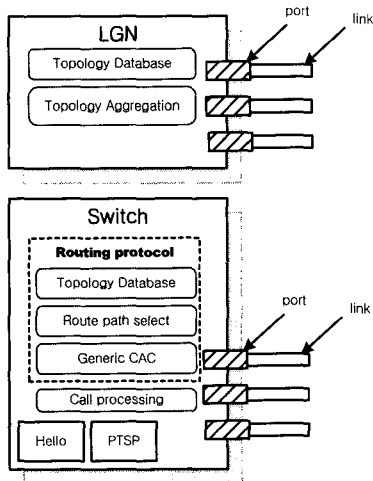 port
link
LGN
Topology Database
Topology Aggregation
Switch
Routing protocol
Topology Database
Route path select
Generic CAC
port
link
Call processing
Hello
PTSP